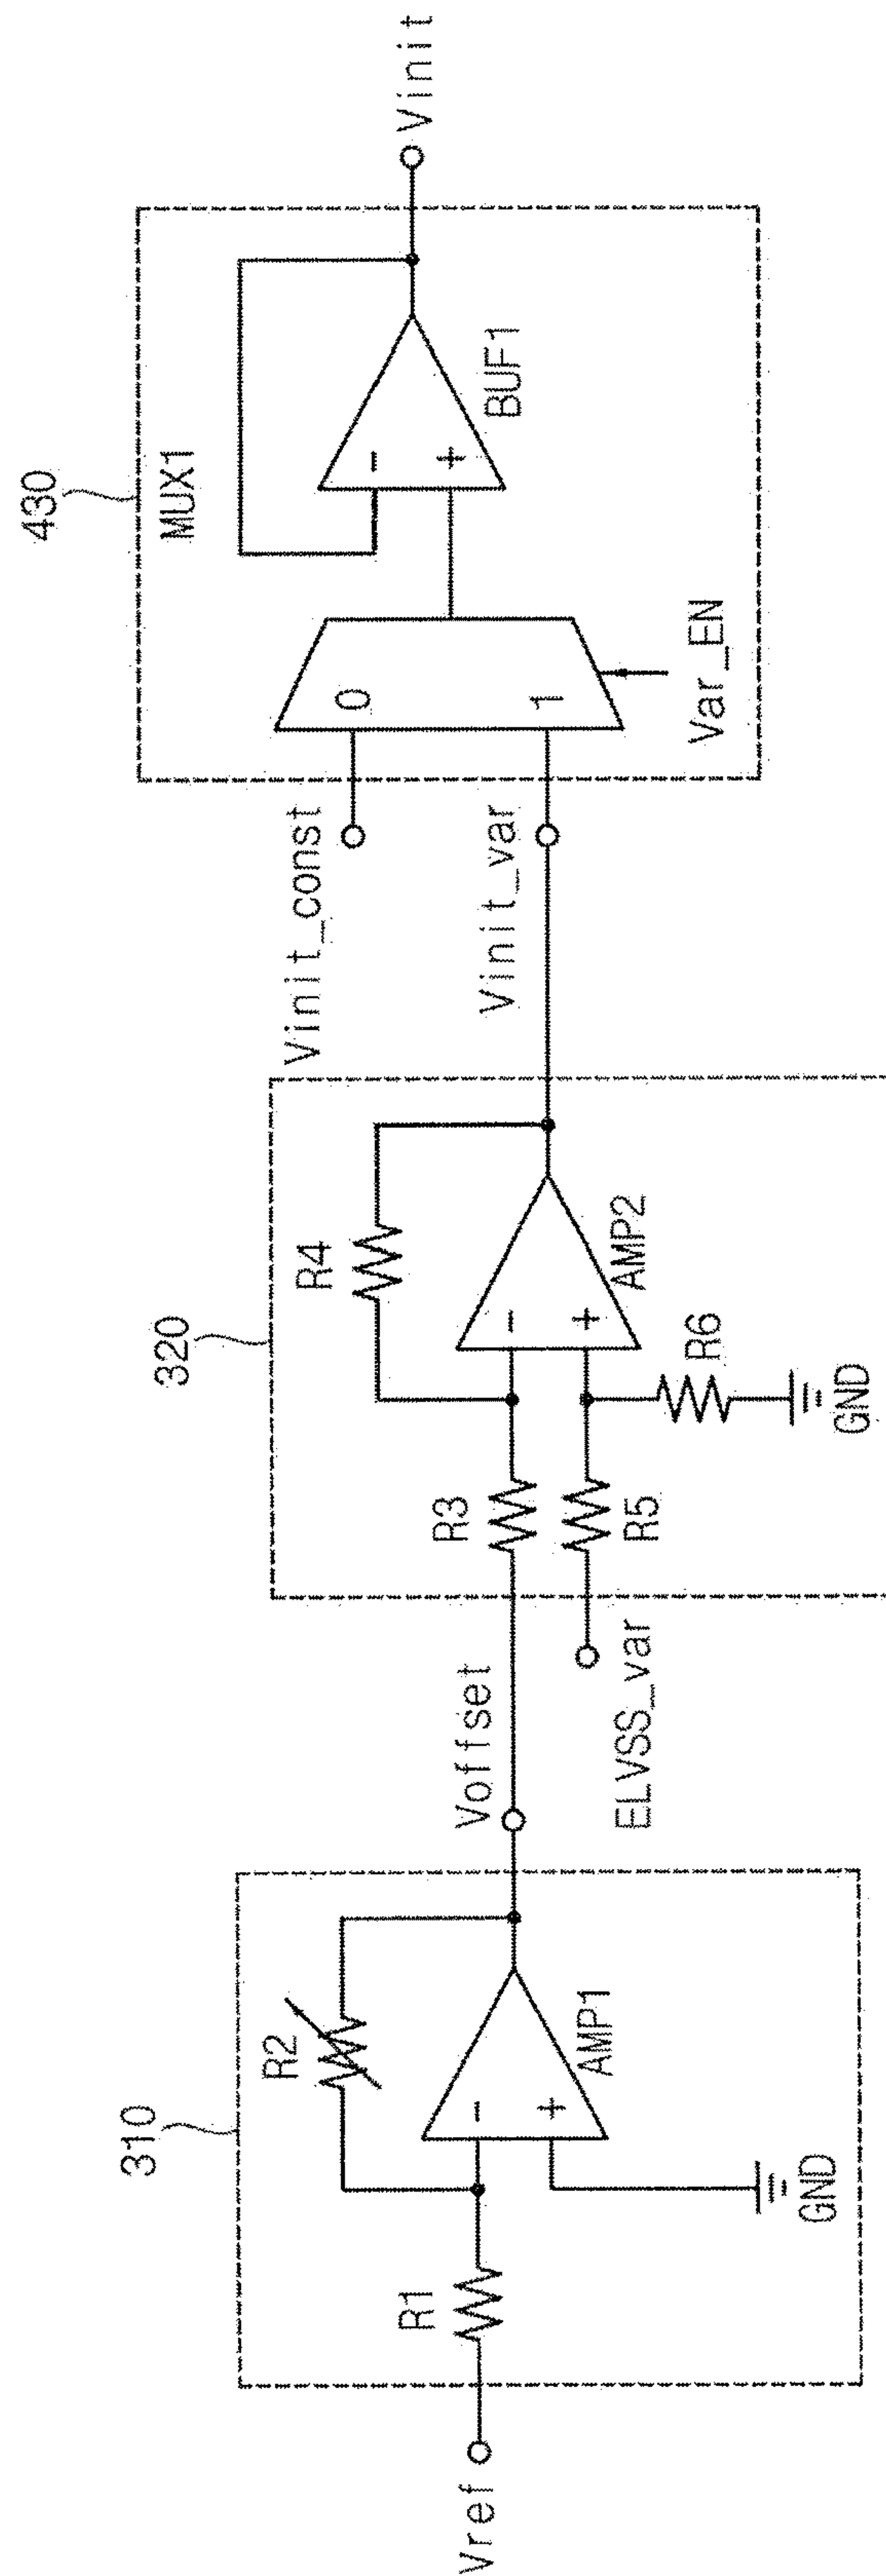 310
Vref
R1
R2
-
+
AMP1
GND
Voffset
320
ELVSS_var
R3
R4
R5
R6
-
+
AMP2
GND
430
Vinit_const
Vinit_var
MUX1
0
1
Var_EN
-
+
BUF1
Vinit